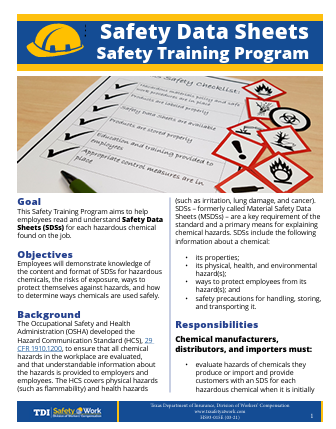 Safety Data Sheets
Safety Training Program
Safety Checklist:
Products are labeled properly
Safety Data Sheets are available
Products are stored properly
Education and training provided to
employees
Appropriate control measures are in
place
Goal
This Safety Training Program aims to help
employees read and understand Safety Data
Sheets (SDSs) for each hazardous chemical
found on the job.
Objectives
Employees will demonstrate knowledge of
the content and format of SDSs for hazardous
chemicals, the risks of exposure, ways to
protect themselves against hazards, and how
to determine ways chemicals are used safely.
Background
The Occupational Safety and Health
Administration (OSHA) developed the
Hazard Communication Standard (HCS), 29
CFR 1910.1200, to ensure that all chemical
hazards in the workplace are evaluated,
and that understandable information about
the hazards is provided to employers and
employees. The HCS covers physical hazards
(such as flammability) and health hazards
(such as irritation, lung damage, and cancer).
SDSs – formerly called Material Safety Data
Sheets (MSDSs) – are a key requirement of the
standard and a primary means for explaining
chemical hazards. SDSs include the following
information about a chemical:
• its properties;
• its physical, health, and environmental
hazard(s);
• ways to protect employees from its
hazard(s); and
• safety precautions for handling, storing,
and transporting it.
Responsibilities
Chemical manufacturers,
distributors, and importers must:
• evaluate hazards of chemicals they
produce or import and provide
customers with an SDS for each
hazardous chemical when it is initially
TDI Safety@Work
Division of Workers' Compensation
Texas Department of Insurance, Division of Workers' Compensation
www.txsafetyatwork.com
1